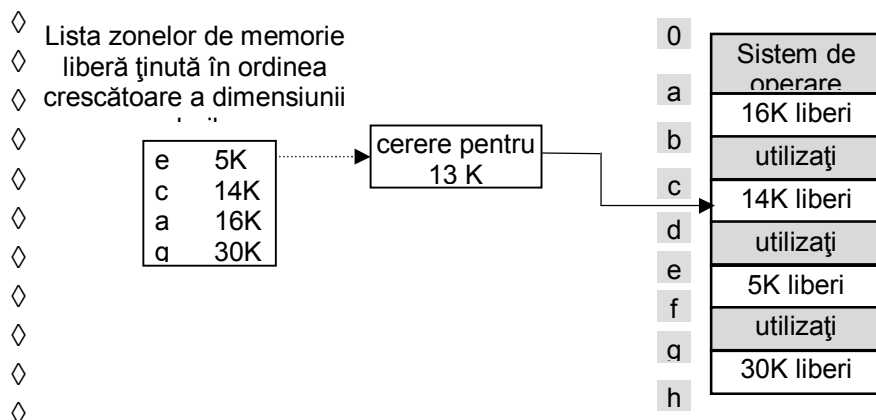 Lista zonelor de memorie
liberă ţinută în ordinea
crescătoare a dimensiunii
e 5K
c 14K
a 16K
g 30K
cerere pentru
13 K
0
a
b
c
d
e
f
g
h
Sistem de
operare
16K liberi
utilizaţi
14K liberi
utilizaţi
5K liberi
utilizaţi
30K liberi